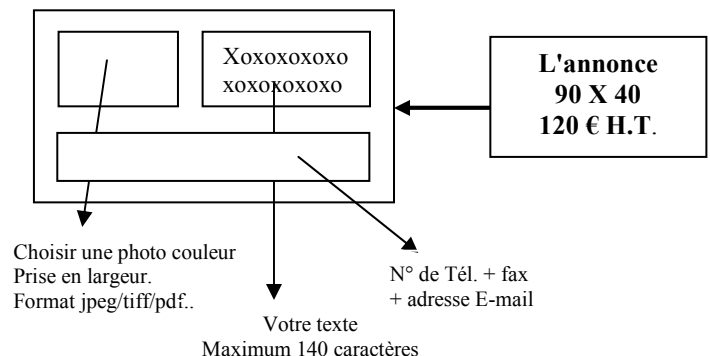 Xoxoxoxoxo
xoxoxoxoxo
L'annonce
90 X 40
120 € H.T.
Choisir une photo couleur
Prise en largeur.
Format jpeg/tiff/pdf..
N° de Tél. + fax
+ adresse E-mail
Votre texte
Maximum 140 caractères